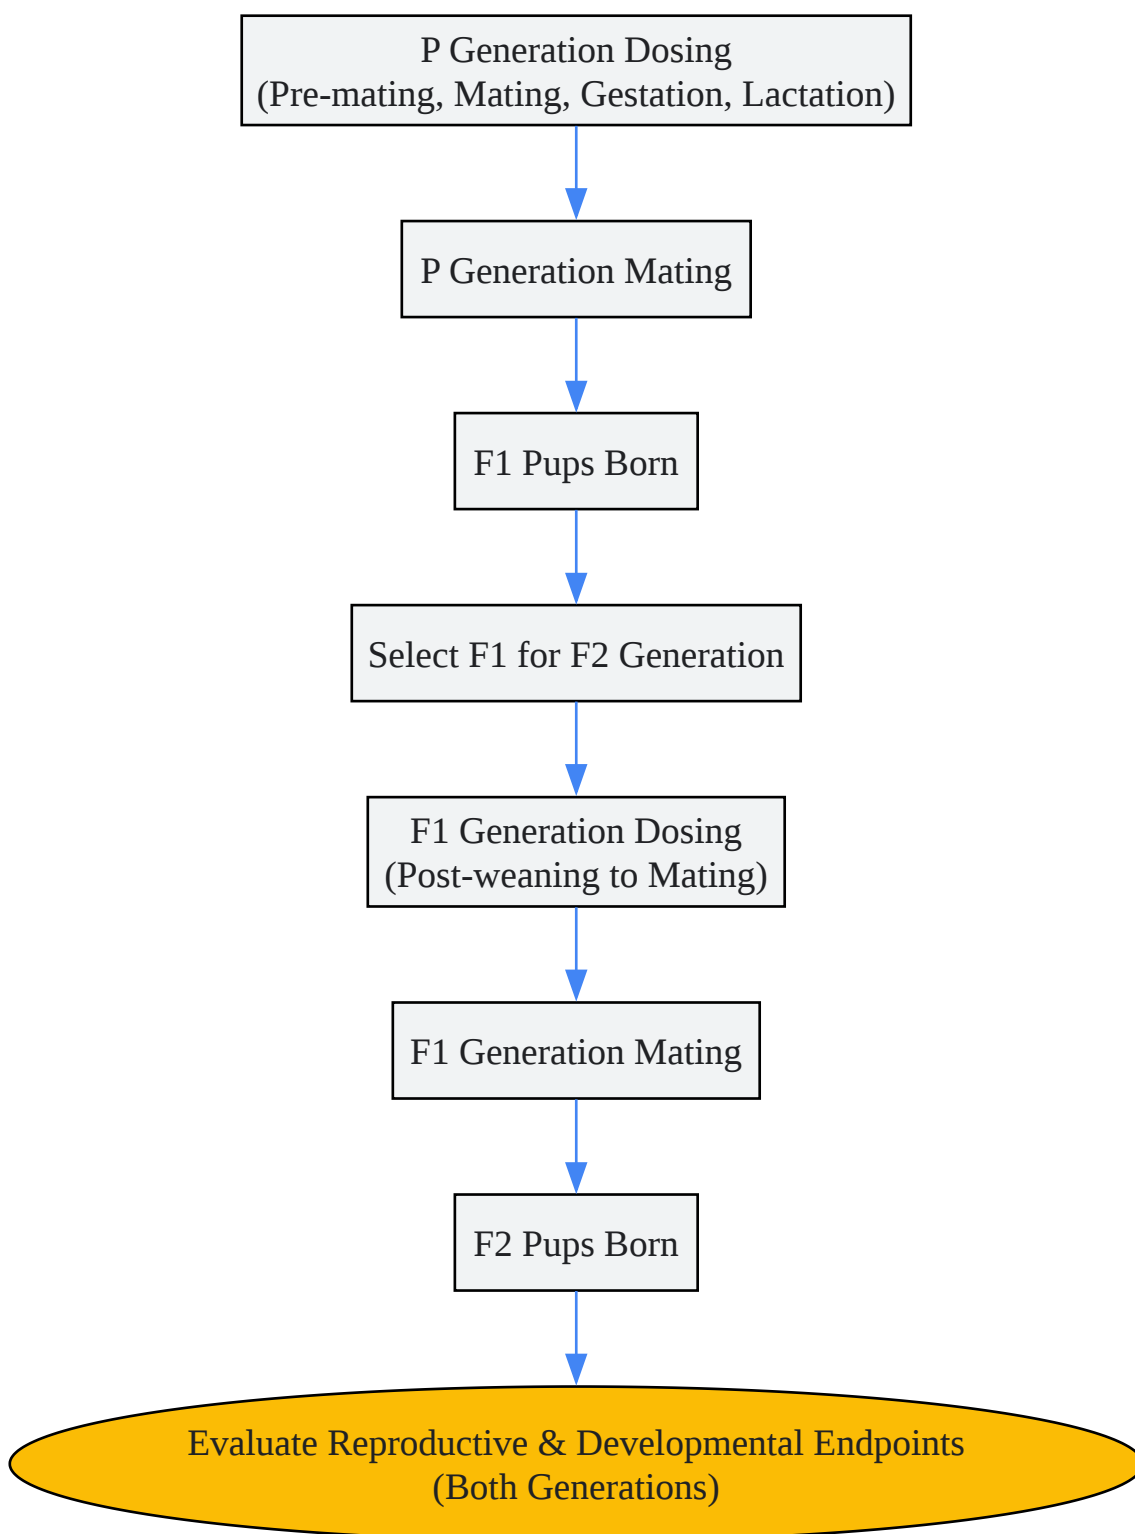 P Generation Dosing
(Pre-mating, Mating, Gestation, Lactation)
P Generation Mating
F1 Pups Born
Select F1 for F2 Generation
F1 Generation Dosing
(Post-weaning to Mating)
F1 Generation Mating
F2 Pups Born
Evaluate Reproductive & Developmental Endpoints
(Both Generations)